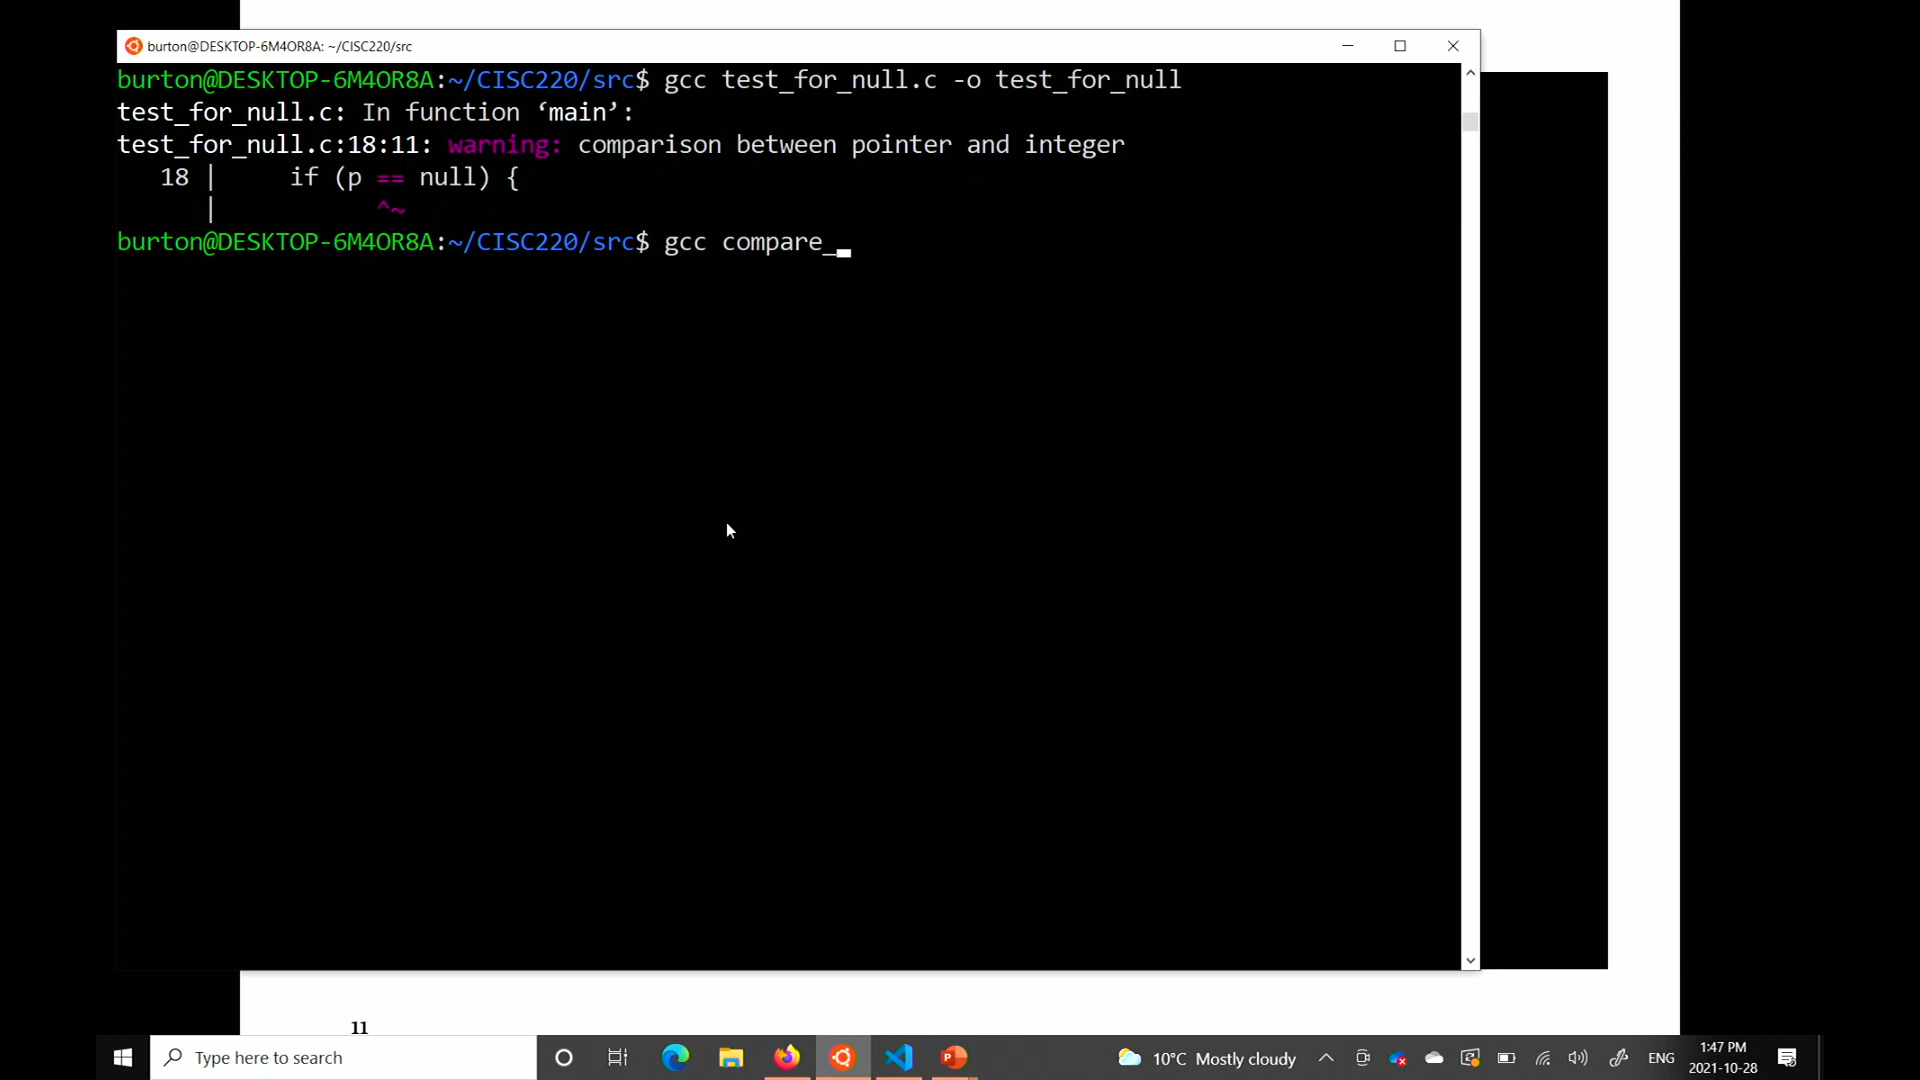 burton@DESKTOP-6M4OR8A: ~/CISC220/src
burton@DESKTOP-6M4OR8A:~/CISC220/src$ gcc test_for_null.c -o test_for_null
test_for_null.c: In function ‘main’:
test_for_null.c:18:11: warning: comparison between pointer and integer
18 |     if (p == null) {
|           ^~
burton@DESKTOP-6M4OR8A:~/CISC220/src$ gcc compare_
11
Type here to search
10°C Mostly cloudy
ENG
1:47 PM
2021-10-28